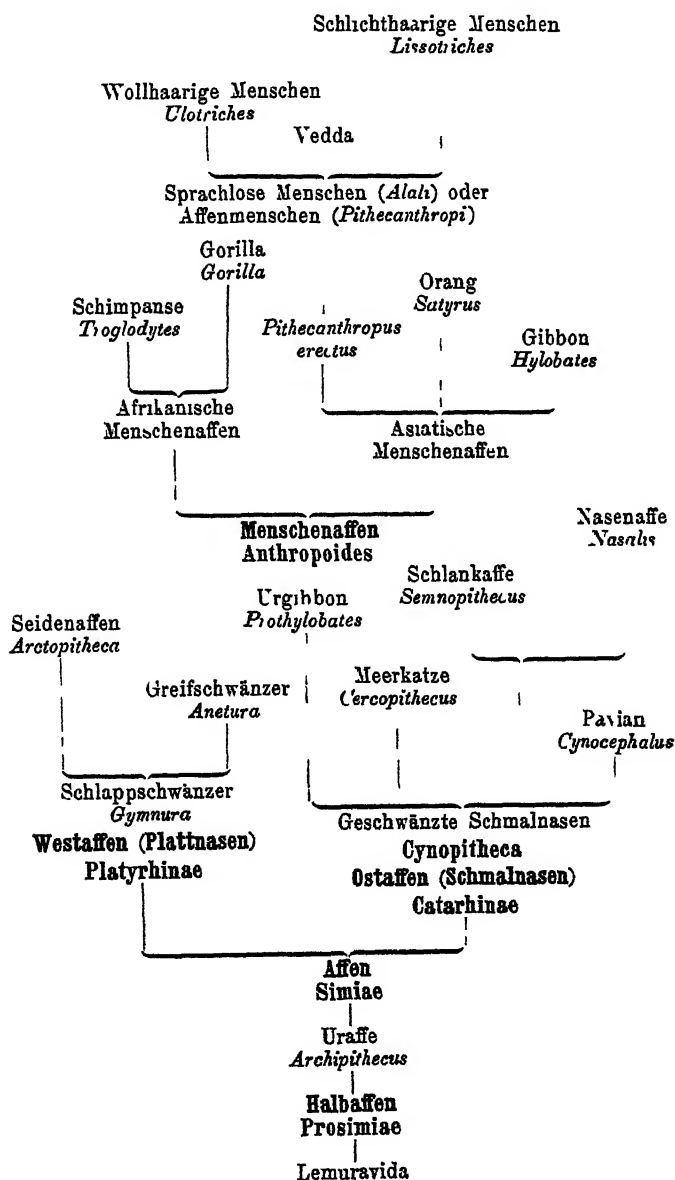 Schlichthaarige Menschen
Lissotriches
Wollhaarige Menschen
Ulotriches
Vedda
Sprachlose Menschen (Alali) oder
Affenmenschen (Pithecanthropi)
Gorilla
Gorilla
Schimpanse
Troglodytes
Pithecanthropus
erectus
Orang
Satyrus
Gibbon
Hylobates
Afrikanische
Menschenaffen
Asiatische
Menschenaffen
Menschenaffen
Anthropoides
Nasenaffe
Nasalis
Schlankaffe
Semnopithecus
Urgibbon
Prothylobates
Seidenaffen
Arctopitheca
Greifschwänzer
Anetura
Meerkatze
Cercopithecus
Pavian
Cynocephalus
Schlappschwänzer
Gymnura
Westaffen (Plattnasen)
Platyrhinae
Geschwänzte Schmalnasen
Cynopitheca
Ostaffen (Schmalnasen)
Catarhinae
Affen
Simiae
Uraffe
Archipithecus
Halbaffen
Prosimiae
Lemuravida